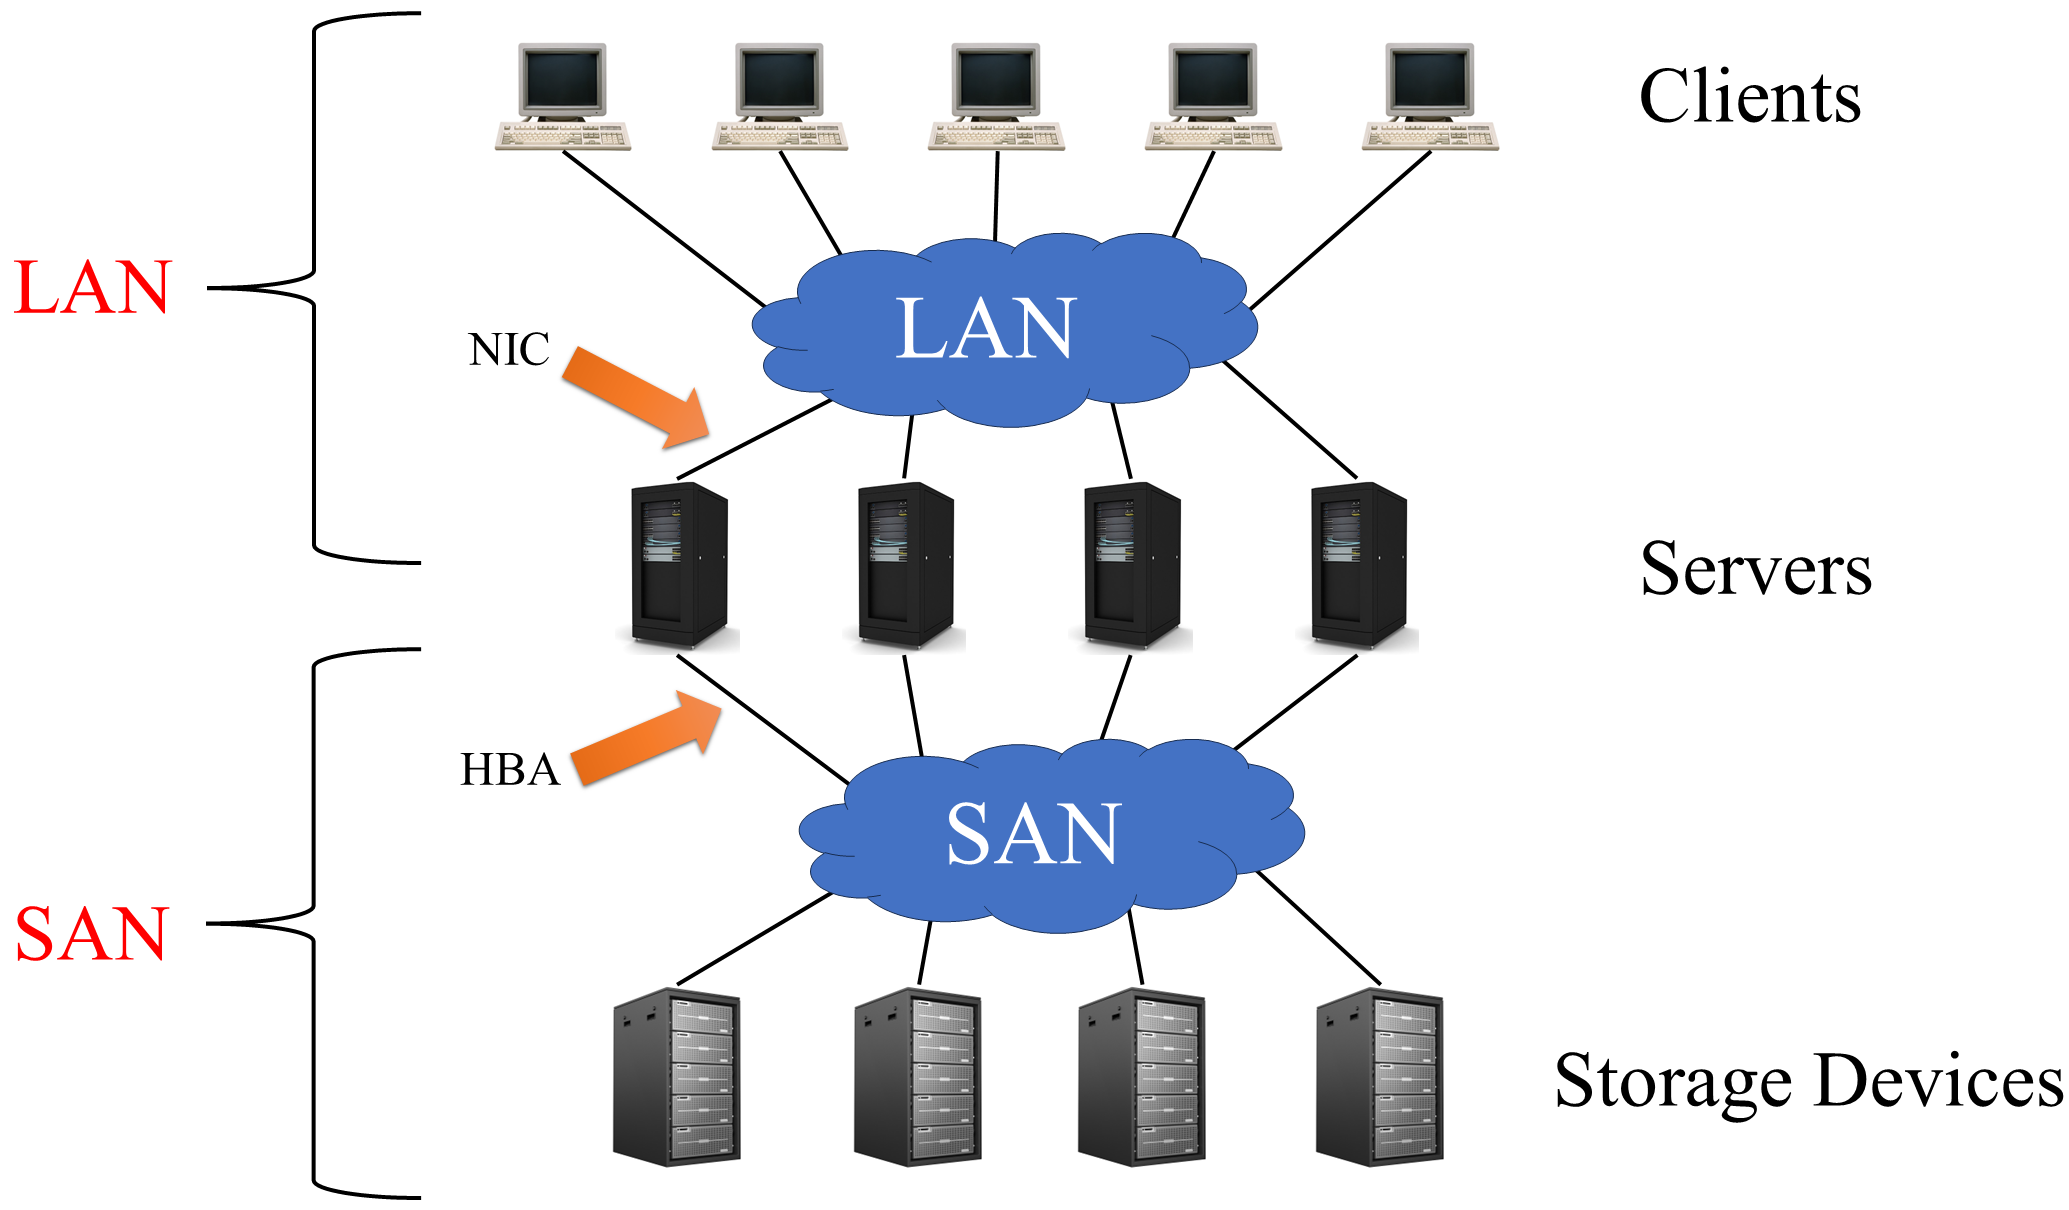 Clients
LAN
LAN
NIC
Servers
HBA
SAN
SAN
Storage Devices